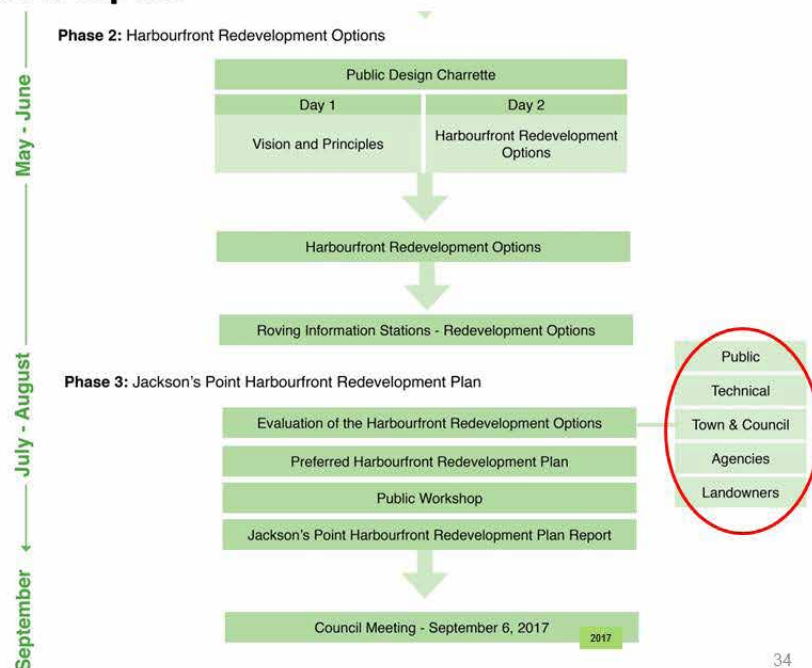 Phase 2: Harbourfront Redevelopment Options
May - June
Public Design Charrette
Day 1
Day 2
Vision and Principles
Harbourfront Redevelopment
Options
Harbourfront Redevelopment Options
Roving Information Stations - Redevelopment Options
July - August
Phase 3: Jackson's Point Harbourfront Redevelopment Plan
Evaluation of the Harbourfront Redevelopment Options
Preferred Harbourfront Redevelopment Plan
Public Workshop
Jackson's Point Harbourfront Redevelopment Plan Report
Public
Technical
Town & Council
Agencies
Landowners
September
Council Meeting - September 6, 2017
2017
34